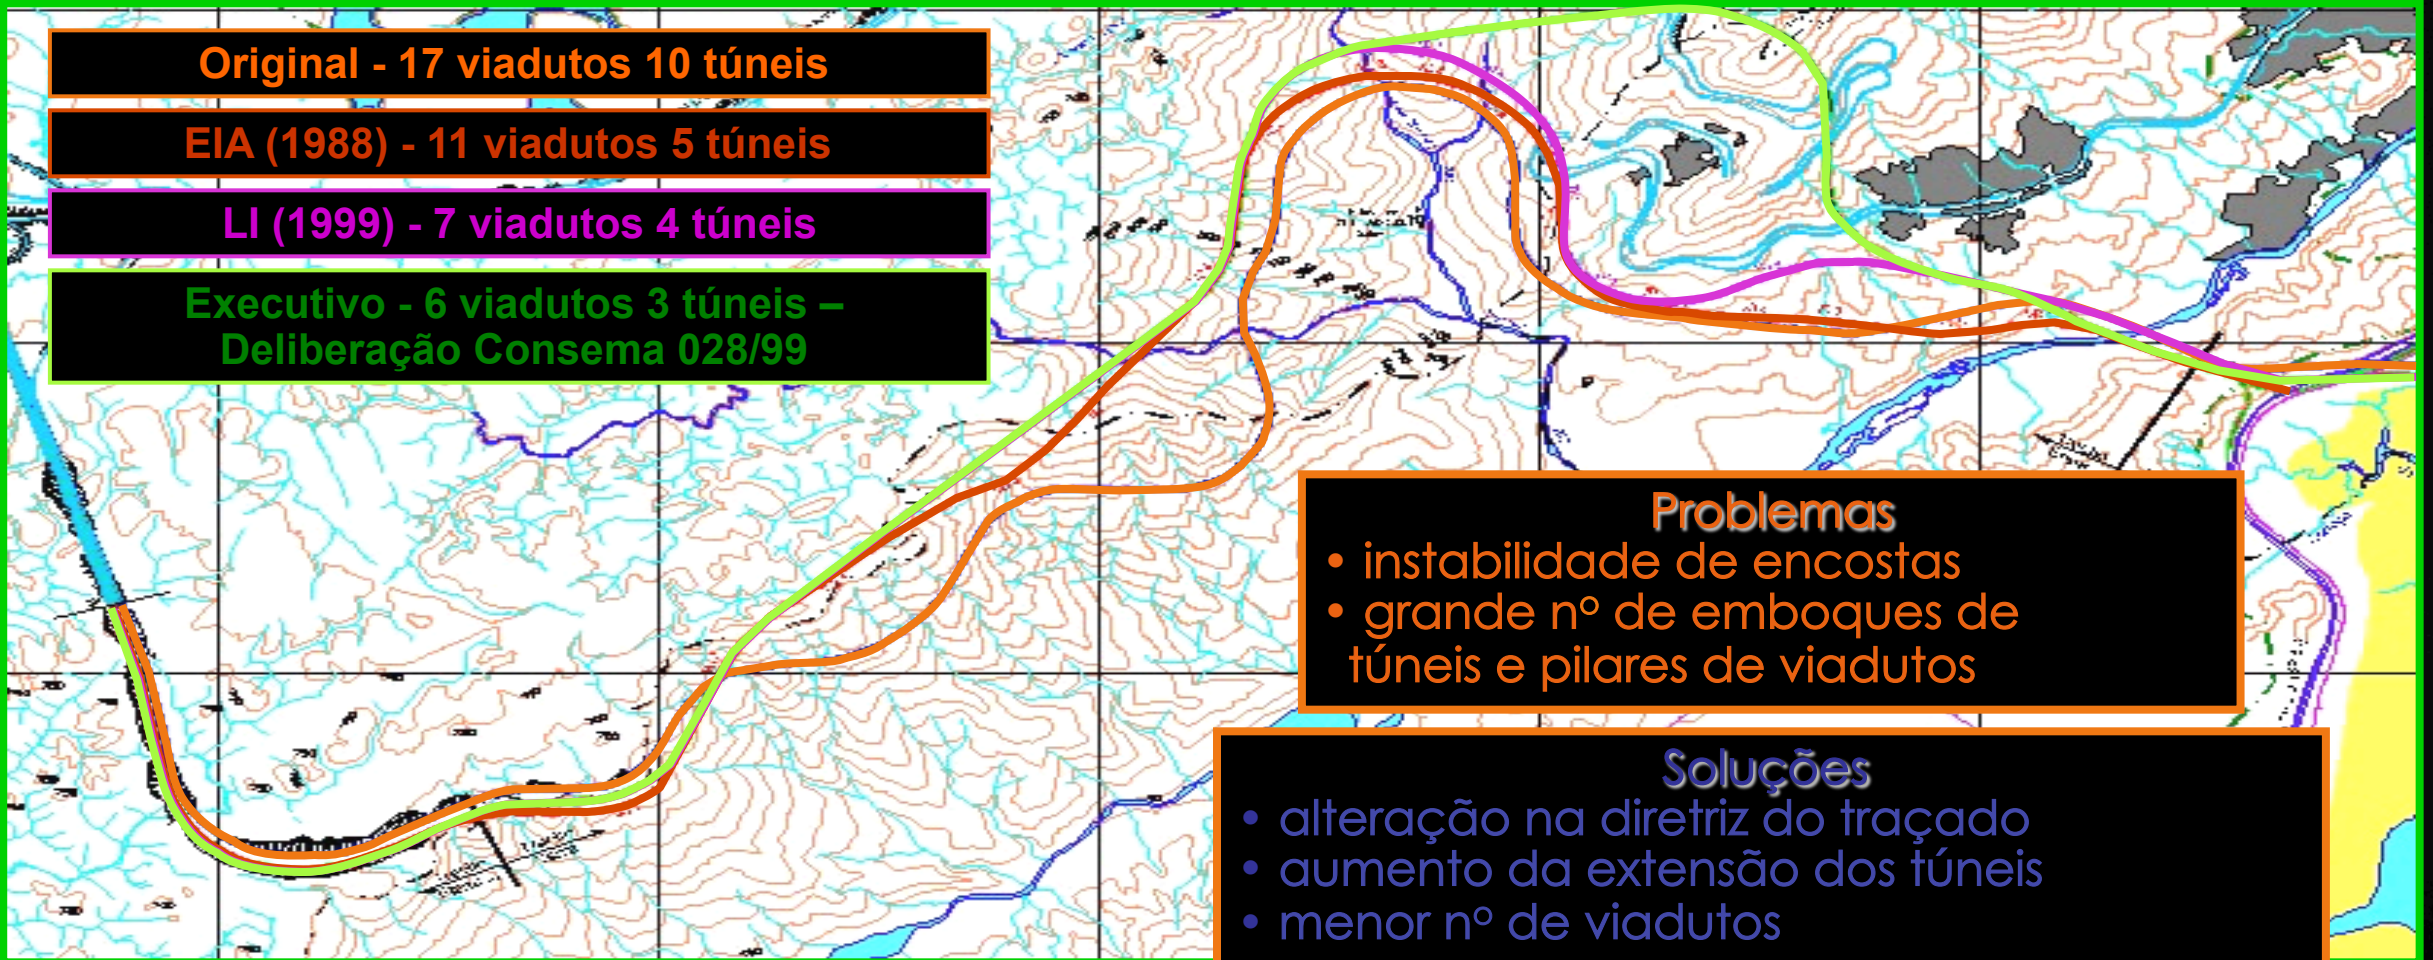 Original - 17 viadutos 10 túneis
EIA (1988) - 11 viadutos 5 túneis
LI (1999) - 7 viadutos 4 túneis
Executivo - 6 viadutos 3 túneis –
Deliberação Consema 028/99
Problemas
• instabilidade de encostas
• grande nº de emboques de
túneis e pilares de viadutos
Soluções
• alteração na diretriz do traçado
• aumento da extensão dos túneis
• menor nº de viadutos